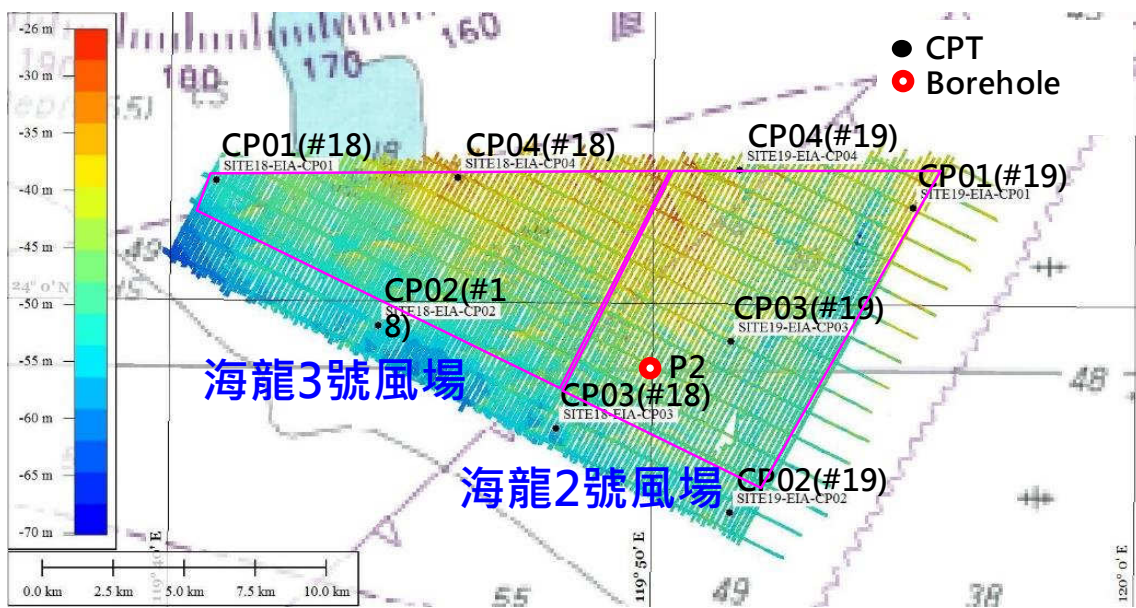 -26 m
-30 m
-35 m
-40 m
-45 m
-50 m
-55 m
-60 m
-65 m
-70 m
180
170
160
CPT
Borehole
CP01(#18)
SITE18-EIA-CP01
CP04(#18)
SITE18-EIA-CP04
CP04(#19)
SITE19-EIA-CP04
CP01(#19)
SITE19-EIA-CP01
49
24° 0' N
CP02(#1
8)
SITE18-EIA-CP02
CP03(#19)
SITE19-EIA-CP03
P2
海龍3號風場
CP03(#18)
SITE18-EIA-CP03
48
海龍2號風場
CP02(#19)
SITE19-EIA-CP02
119° 40' E
119° 50' E
120° 0' E
0.0 km
2.5 km
5.0 km
7.5 km
10.0 km
55
49
38